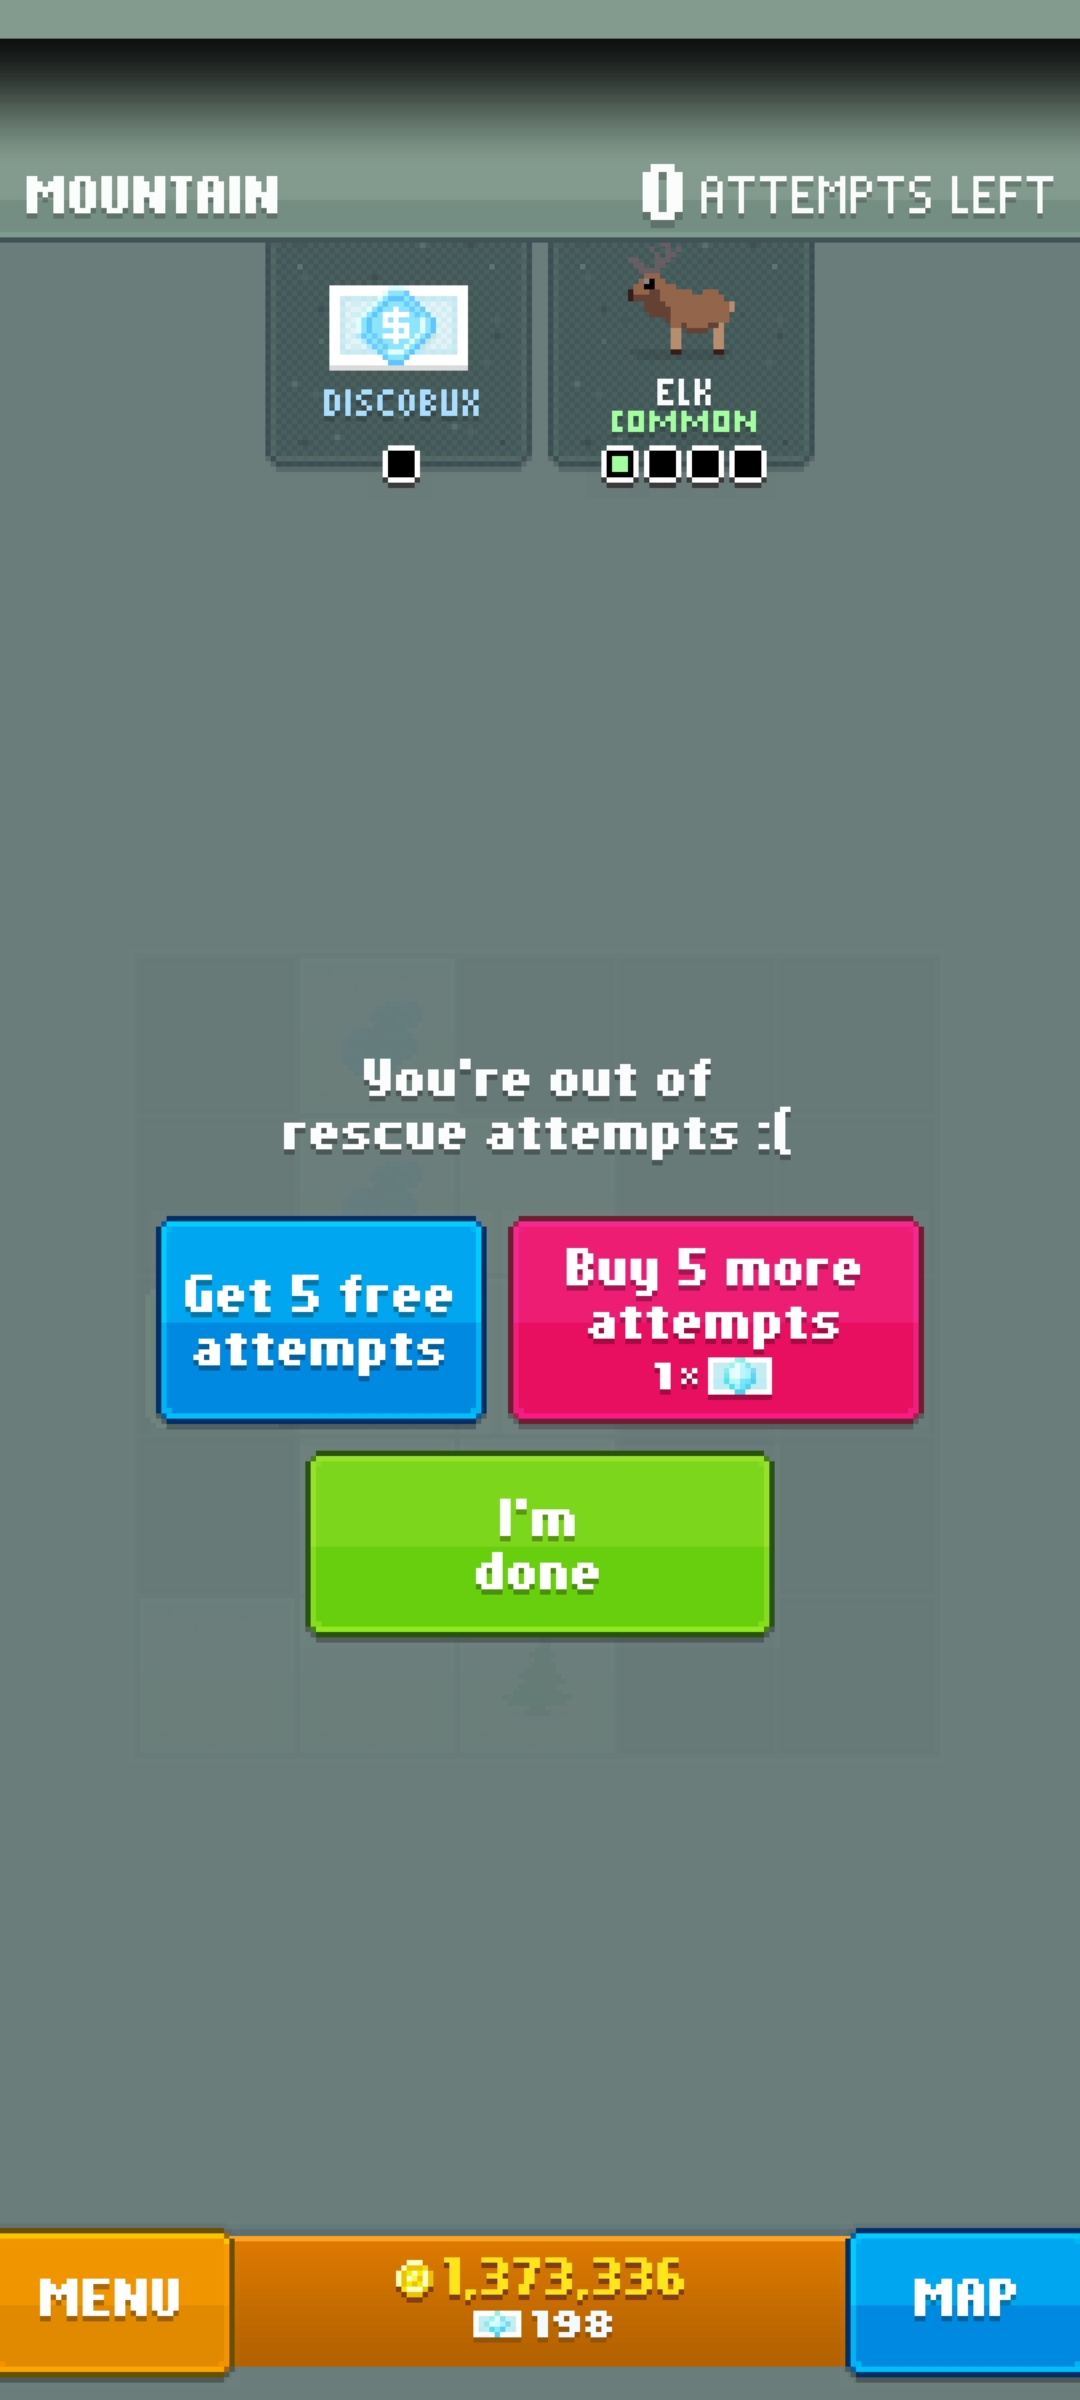 MOUNTAIN
0 ATTEMPTS LEFT
$
DISCOBUX
ELK
COMMON
You're out of
rescue attempts :(
Get 5 free
attempts
Buy 5 more
attempts
1×
I'm
done
MENU
1,373,336
198
MAP